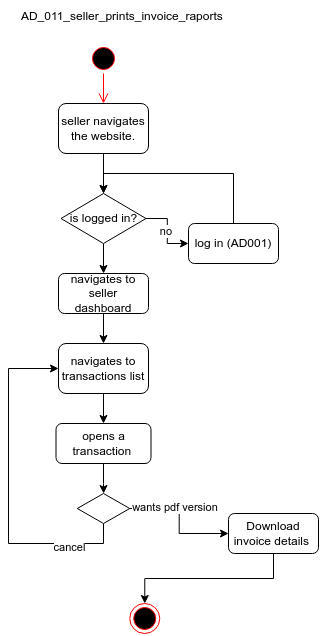 AD_011_seller_prints_invoice_raports
seller navigates
the website.
is logged in?
no
log in (AD001)
navigates to
seller
dashboard
navigates to
transactions list
opens a
transaction
wants pdf version
Download
invoice details
cancel